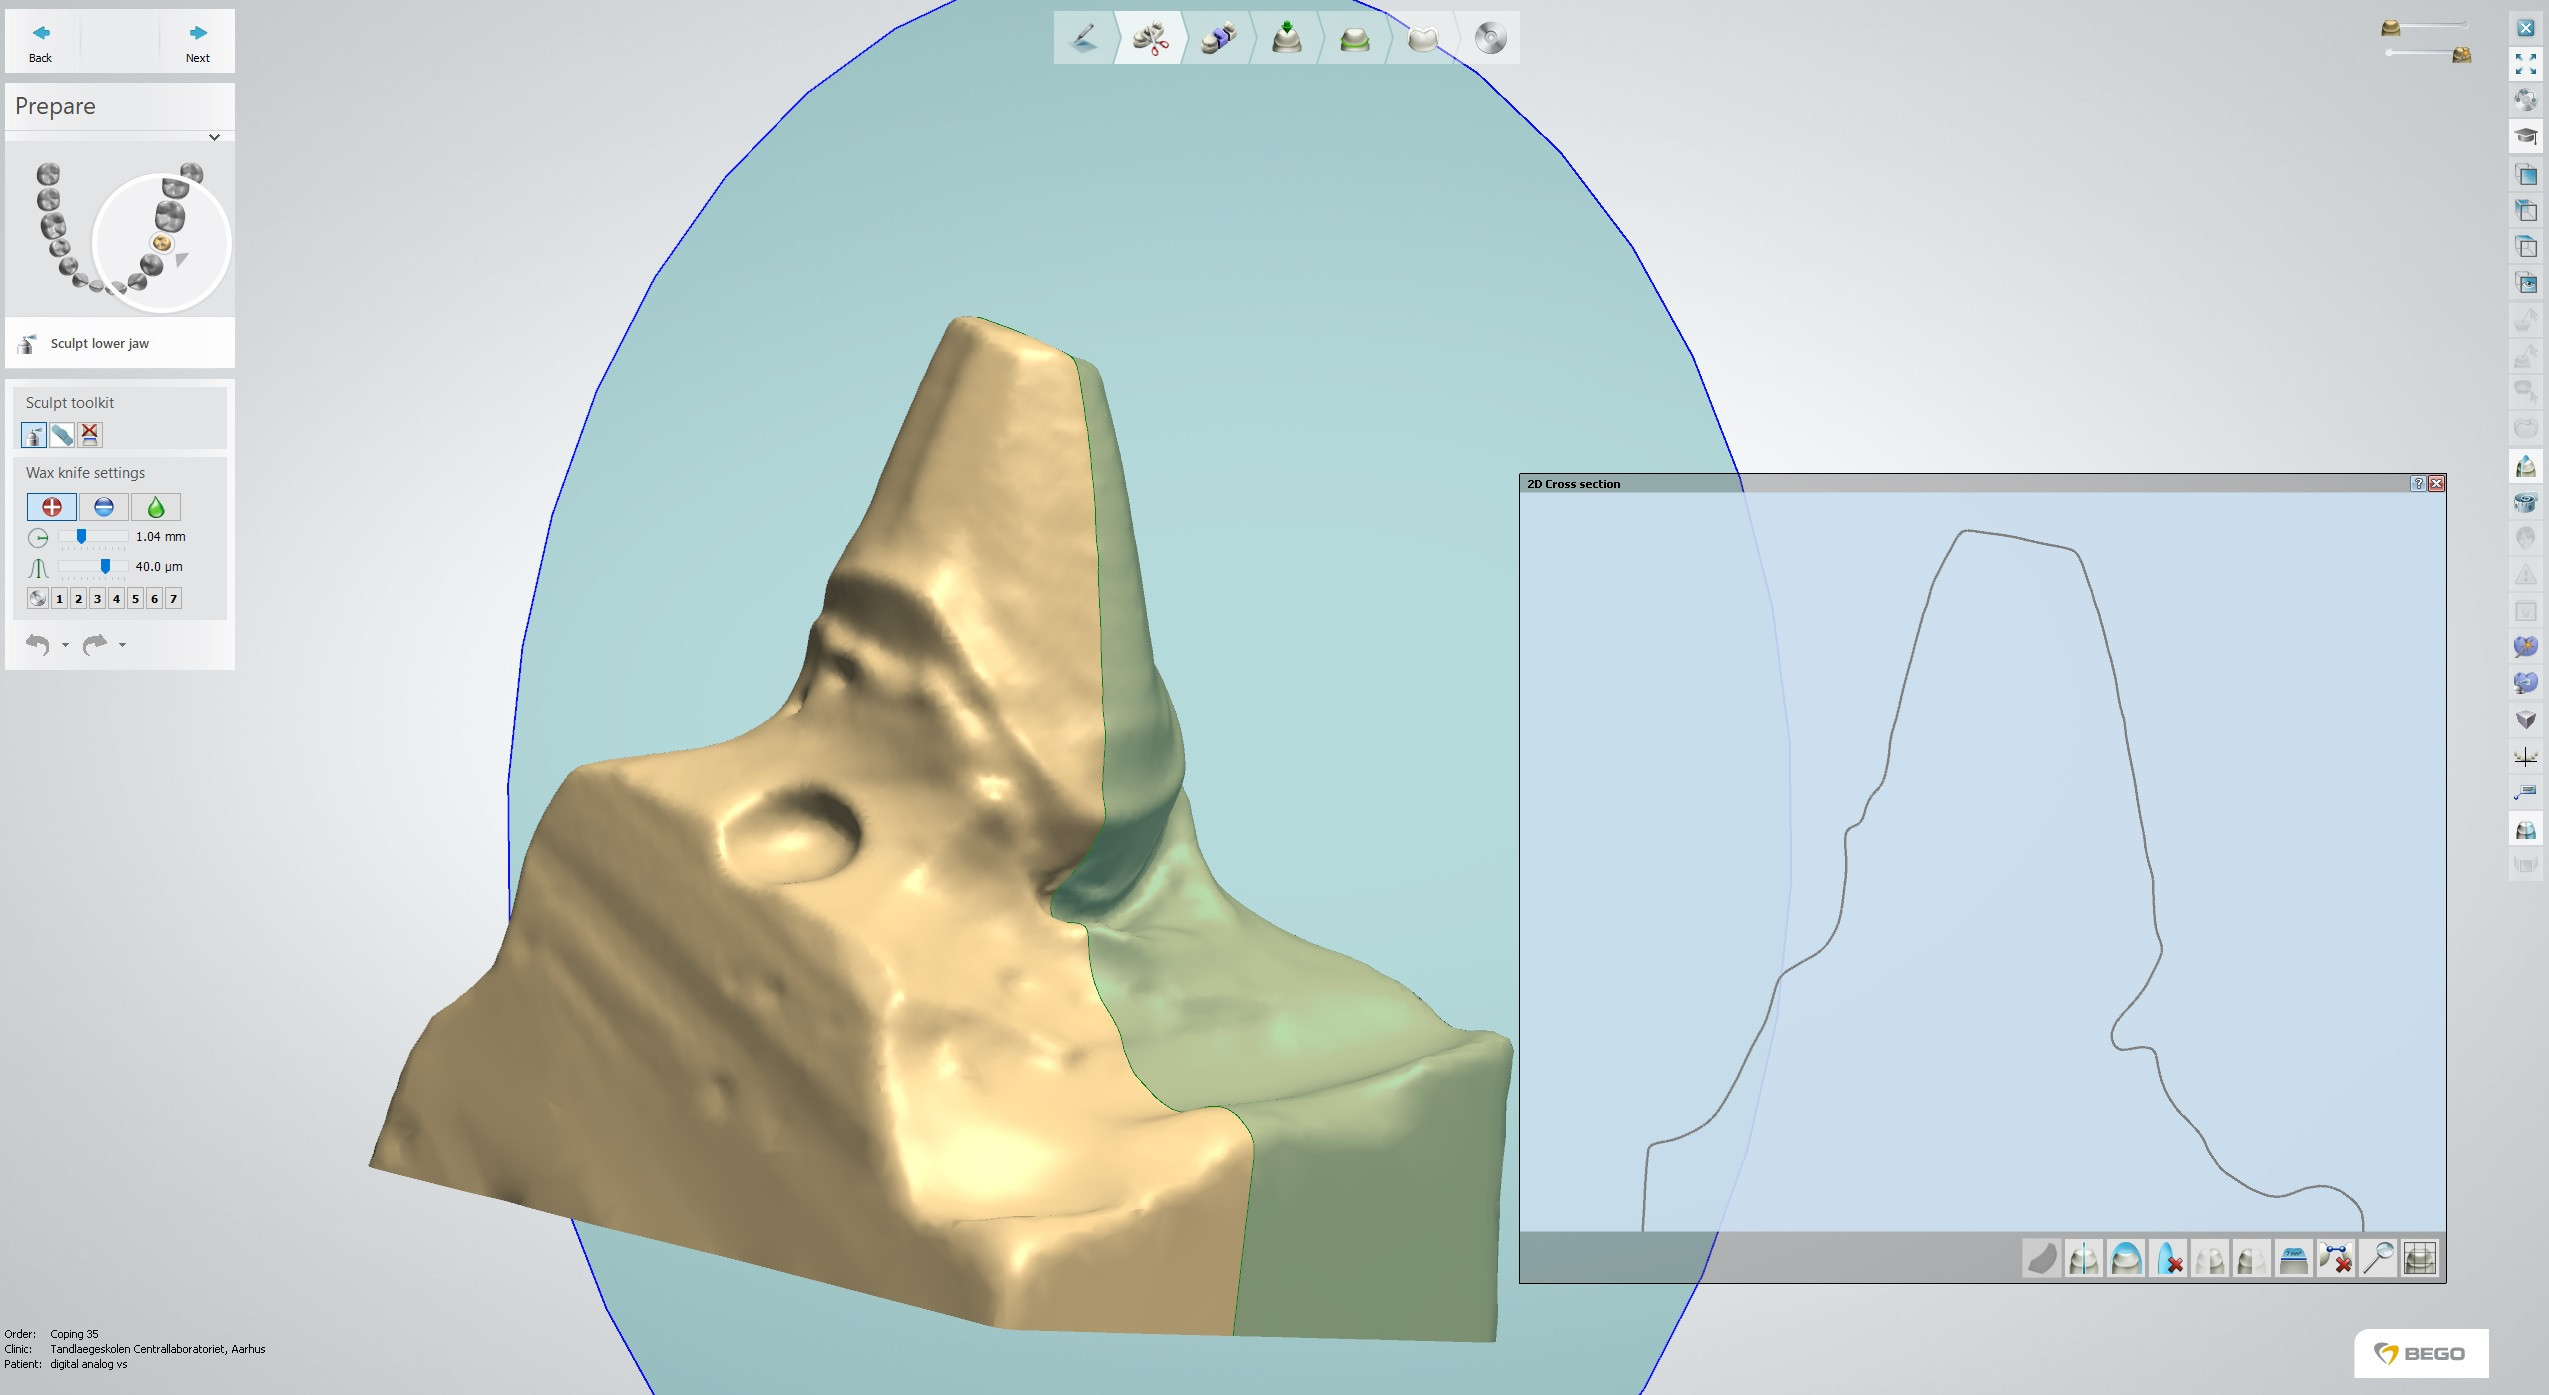 Back
Next
Prepare
Sculpt lower jaw
Sculpt toolkit
Wax knife settings
1.04 mm
40.0 µm
1 2 3 4 5 6 7
2D Cross section
Order: Coping 35
Clinic: Tandlaegeskolen Centrallaboratoriet, Aarhus
Patient: digital analog vs
BEGO